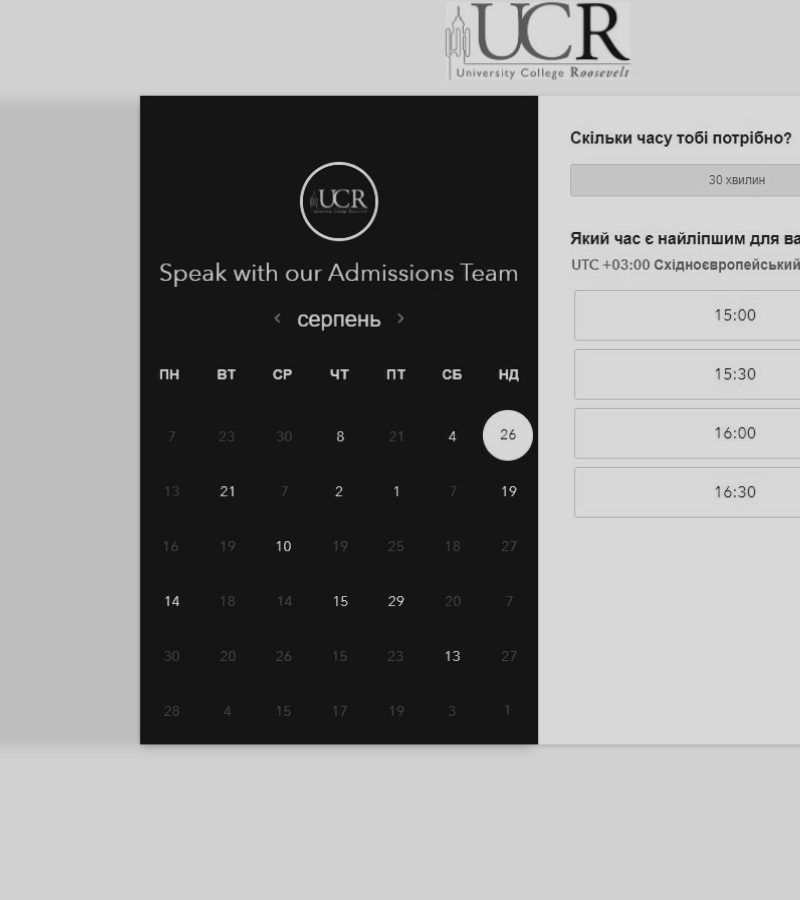 UCR
University College Roosevelt
UCR
University College Roosevelt
Speak with our Admissions Team
‹ серпень ›
ПН ВТ СР ЧТ ПТ СБ НД
7 23 30 8 21 4 26
13 21 7 2 1 7 19
16 19 10 19 25 18 27
14 18 14 15 29 20 7
30 20 26 15 23 13 27
28 4 15 17 19 3 1
Скільки часу тобі потрібно?
30 хвилин
Який час є найліпшим для ва
UTC +03:00 Східноєвропейський
15:00
15:30
16:00
16:30